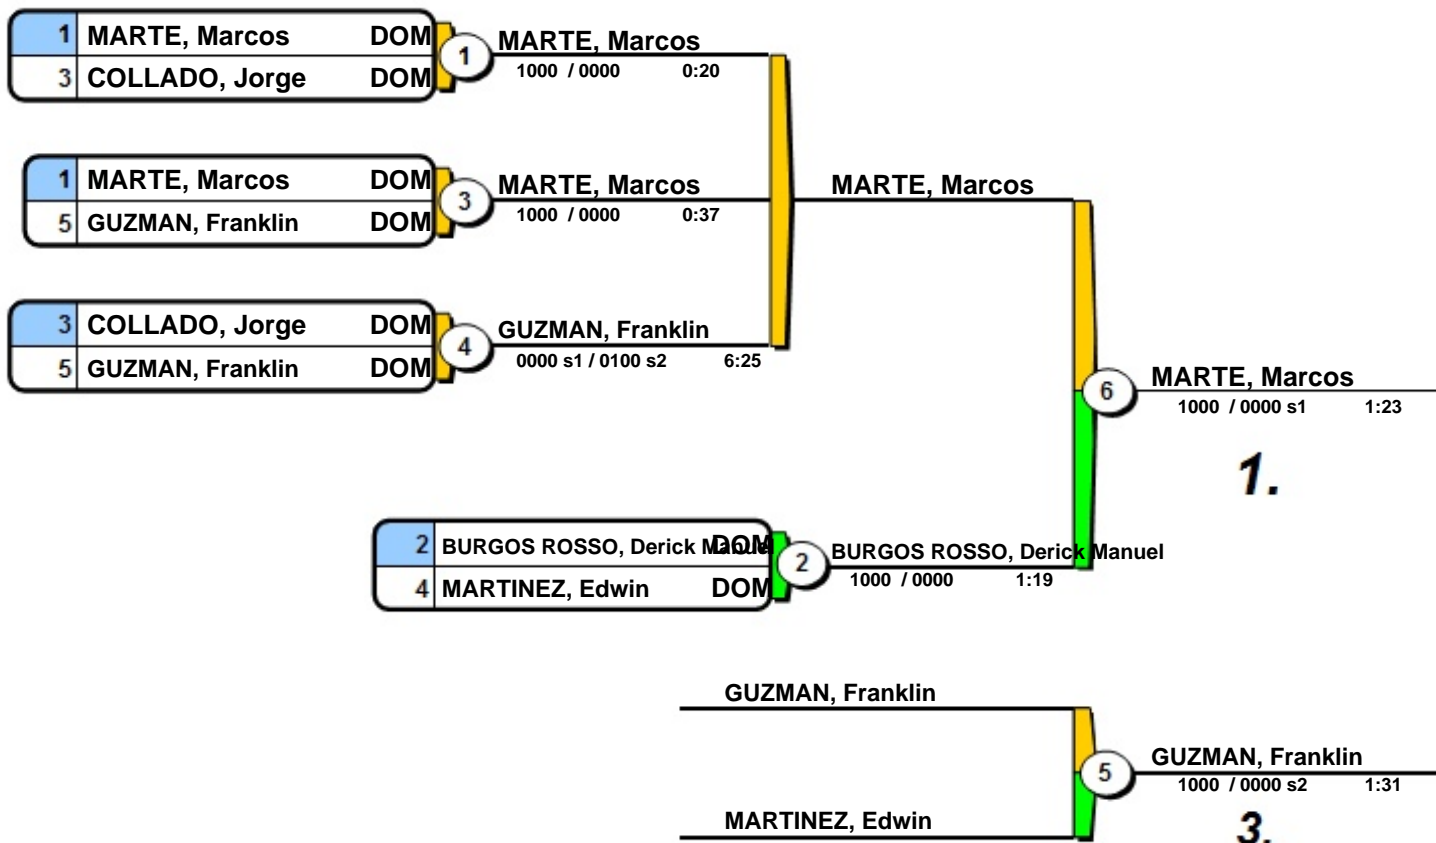 1 MARTE, Marcos DOM
3 COLLADO, Jorge DOM
1
MARTE, Marcos
1000 / 0000 0:20
1 MARTE, Marcos DOM
5 GUZMAN, Franklin DOM
3
MARTE, Marcos
1000 / 0000 0:37
MARTE, Marcos
3 COLLADO, Jorge DOM
5 GUZMAN, Franklin DOM
4
GUZMAN, Franklin
0000 s1 / 0100 s2 6:25
6
MARTE, Marcos
1000 / 0000 s1 1:23
1.
2 BURGOS ROSSO, Derick Manuel DOM
4 MARTINEZ, Edwin DOM
2
BURGOS ROSSO, Derick Manuel
1000 / 0000 1:19
GUZMAN, Franklin
MARTINEZ, Edwin
5
GUZMAN, Franklin
1000 / 0000 s2 1:31
3.